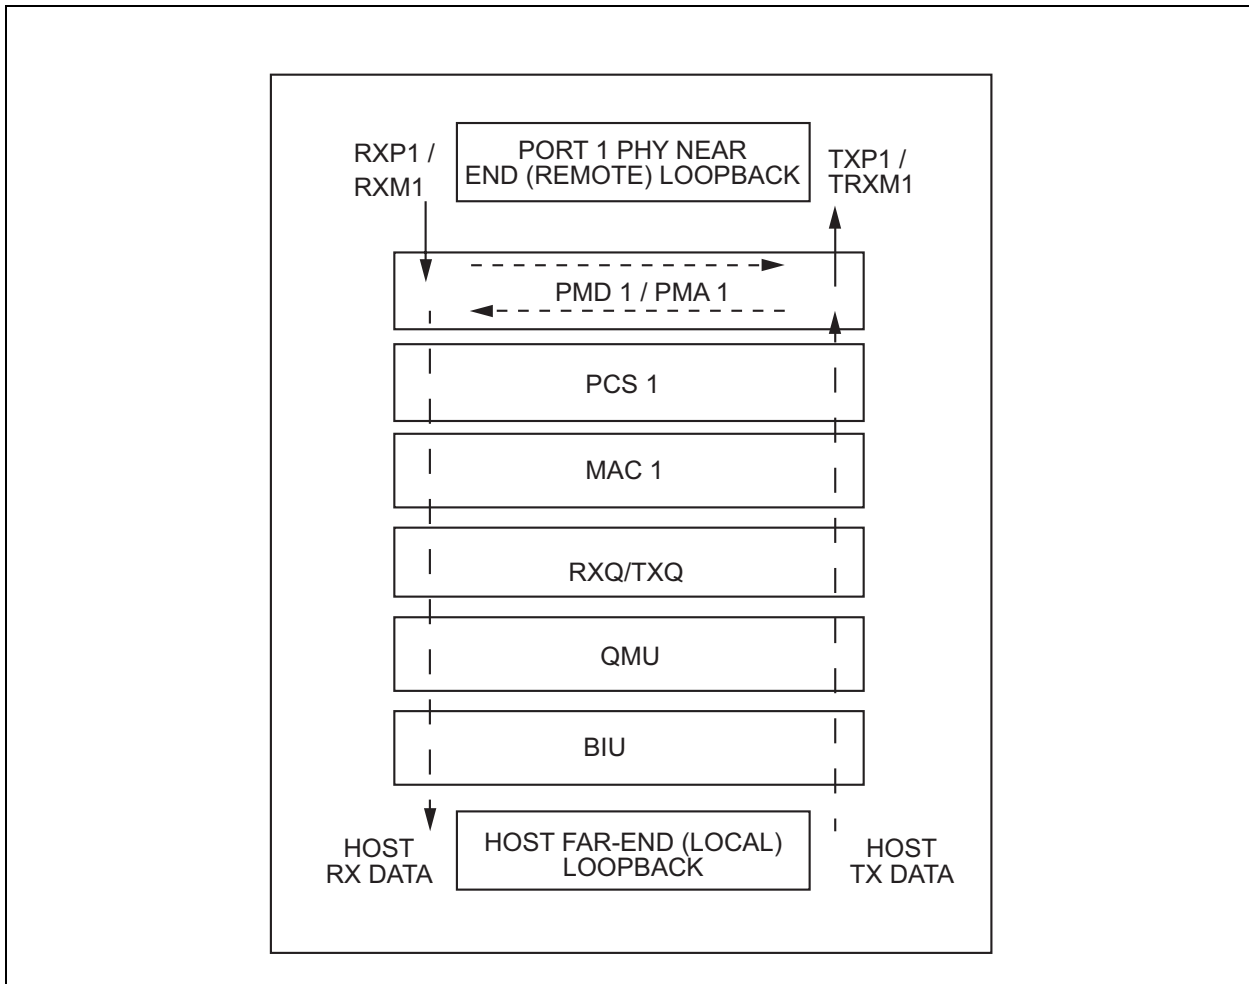 RXP1 /
RXM1
PORT 1 PHY NEAR
END (REMOTE) LOOPBACK
TXP1 /
TRXM1
PMD 1 / PMA 1
PCS 1
MAC 1
RXQ/TXQ
QMU
BIU
HOST
RX DATA
HOST FAR-END (LOCAL)
LOOPBACK
HOST
TX DATA